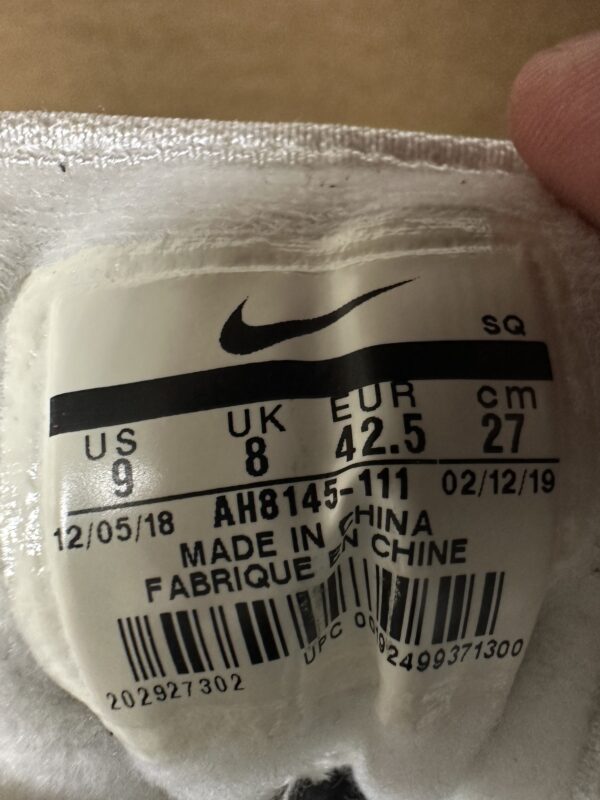 SQ
US UK EUR cm
9 8 42.5 27
12/05/18 AH8145-111 02/12/19
MADE IN CHINA
FABRIQUE EN CHINE
202927302 UPC 00192499371300